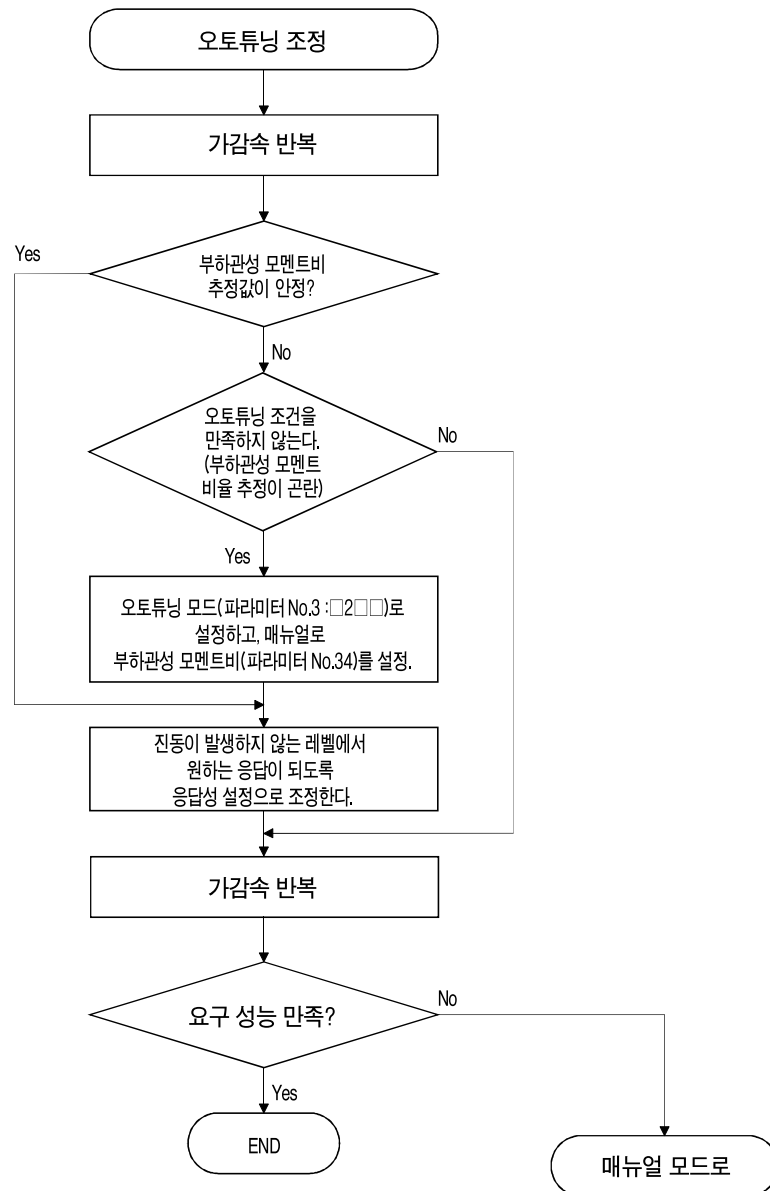 오토튜닝 조정
가감속 반복
Yes
부하관성 모멘트비
추정값이 안정?
No
오토튜닝 조건을
만족하지 않는다.
(부하관성 모멘트
비율 추정이 곤란)
No
Yes
오토튜닝 모드(파라미터 No.3 :□2□□)로
설정하고, 매뉴얼로
부하관성 모멘트비(파라미터 No.34)를 설정.
진동이 발생하지 않는 레벨에서
원하는 응답이 되도록
응답성 설정으로 조정한다.
가감속 반복
요구 성능 만족?
No
Yes
END
매뉴얼 모드로